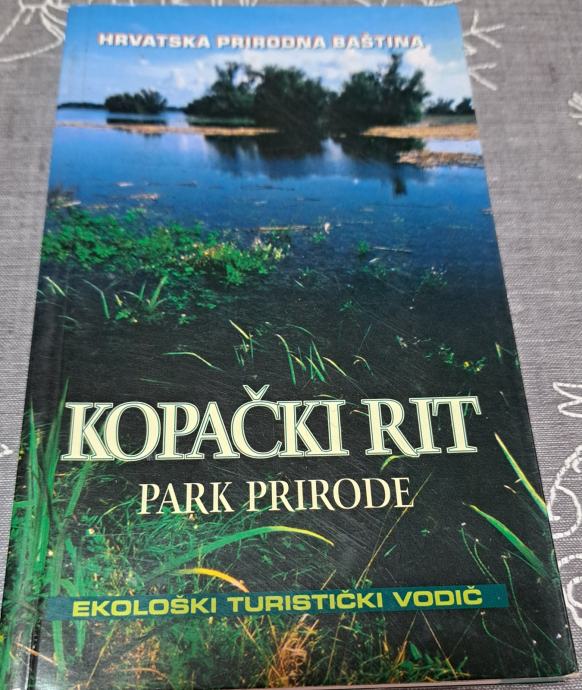 HRVATSKA PRIRODNA BAŠTINA
KOPAČKI RIT
PARK PRIRODE
EKOLOŠKI TURISTIČKI VODIČ